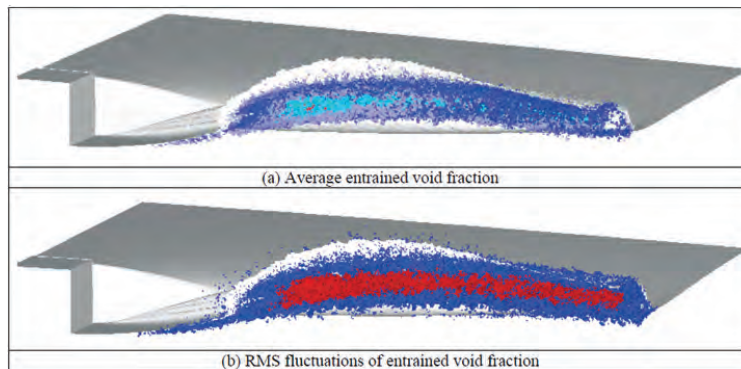 (a) Average entrained void fraction
(b) RMS fluctuations of entrained void fraction